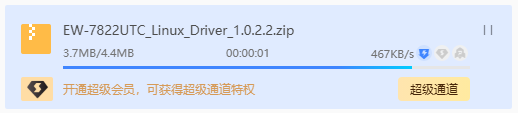 EW-7822UTC_Linux_Driver_1.0.2.2.zip
3.7MB/4.4MB 00:00:01 467KB/s
开通超级会员，可获得超级通道特权 超级通道